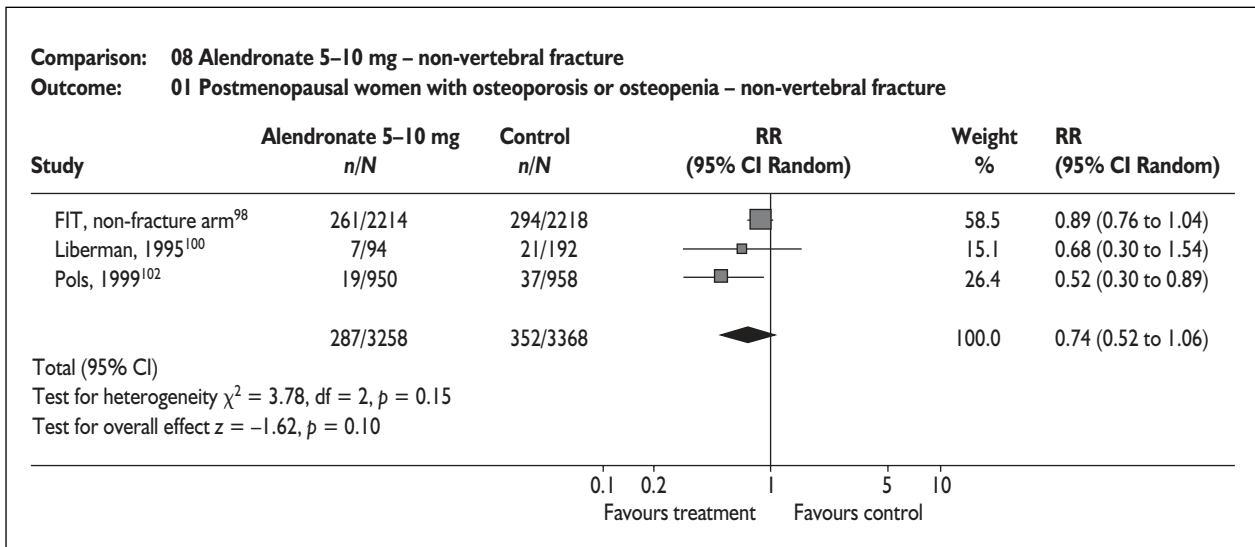 Comparison: 08 Alendronate 5–10 mg – non-vertebral fracture
Outcome: 01 Postmenopausal women with osteoporosis or osteopenia – non-vertebral fracture
Alendronate 5–10 mg Control RR Weight RR
Study n/N n/N (95% CI Random) % (95% CI Random)
FIT, non-fracture arm98 261/2214 294/2218 58.5 0.89 (0.76 to 1.04)
Liberman, 1995100 7/94 21/192 15.1 0.68 (0.30 to 1.54)
Pols, 1999102 19/950 37/958 26.4 0.52 (0.30 to 0.89)
287/3258 352/3368 100.0 0.74 (0.52 to 1.06)
Total (95% CI)
Test for heterogeneity χ2 = 3.78, df = 2, p = 0.15
Test for overall effect z = –1.62, p = 0.10
0.1 0.2 1 5 10
Favours treatment Favours control